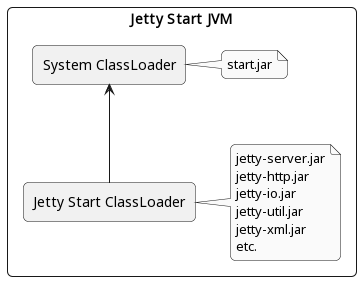 Jetty Start JVM
System ClassLoader
start.jar
Jetty Start ClassLoader
jetty-server.jar
jetty-http.jar
jetty-io.jar
jetty-util.jar
jetty-xml.jar
etc.